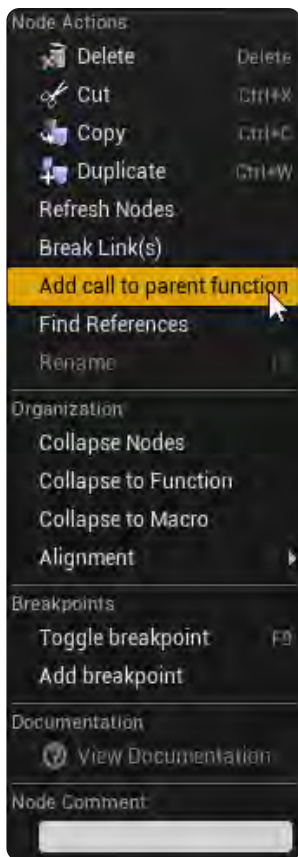 Node Actions
Delete Delete
Cut Ctrl+X
Copy Ctrl+C
Duplicate Ctrl+W
Refresh Nodes
Break Link(s)
Add call to parent function
Find References
Rename
Organization
Collapse Nodes
Collapse to Function
Collapse to Macro
Alignment
Breakpoints
Toggle breakpoint F9
Add breakpoint
Documentation
View Documentation
Node Comment